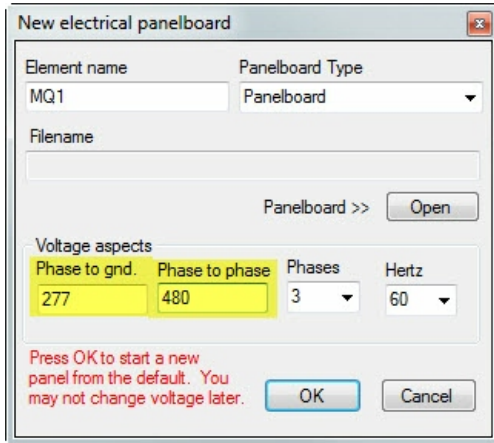 New electrical panelboard
Element name Panelboard Type
MQ1 Panelboard
Filename
Panelboard >> Open
Voltage aspects
Phase to gnd. Phase to phase Phases Hertz
277 480 3 60
Press OK to start a new
panel from the default. You
may not change voltage later. OK Cancel